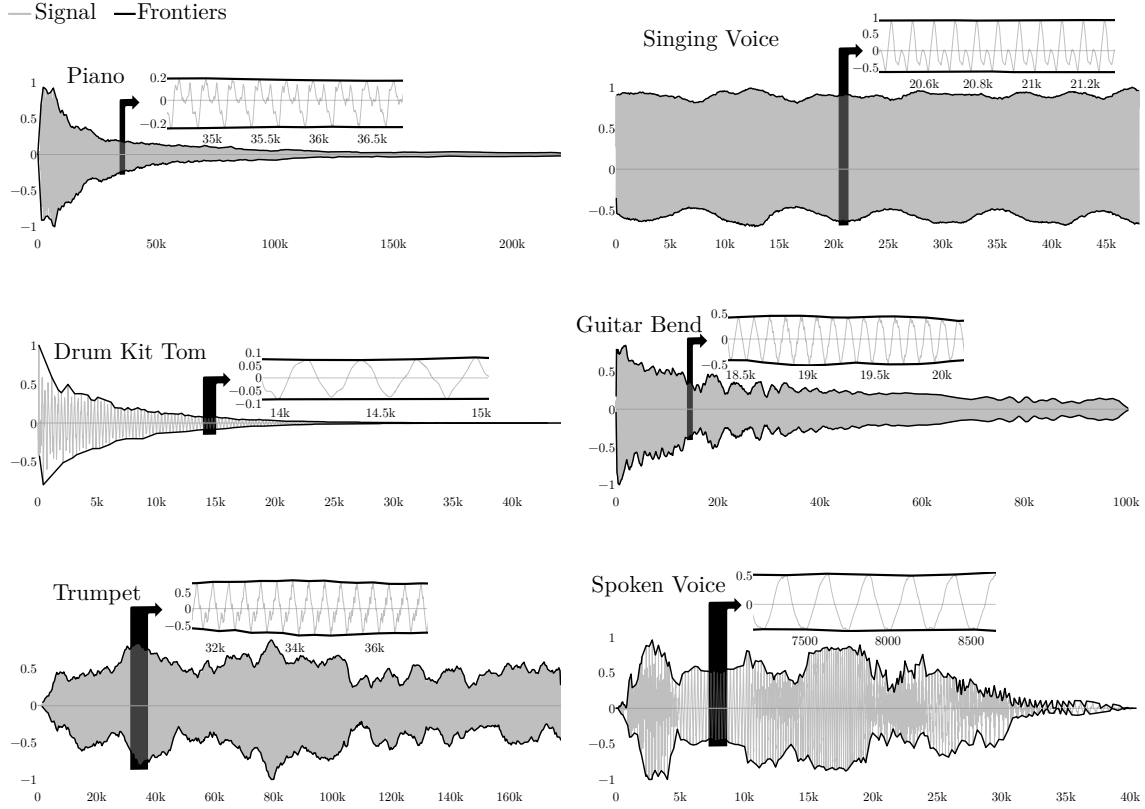 Signal Frontiers
Piano
0.2
0
−0.2
35k 35.5k 36k 36.5k
1
0.5
0
−0.5
−1
0 50k 100k 150k 200k
Singing Voice
1
0.5
0
−0.5
20.6k 20.8k 21k 21.2k
1
0.5
0
−0.5
0 5k 10k 15k 20k 25k 30k 35k 40k 45k
Drum Kit Tom
0.1
0.05
0
−0.05
−0.1
14k 14.5k 15k
1
0.5
0
−0.5
0 5k 10k 15k 20k 25k 30k 35k 40k
Guitar Bend
0.5
0
−0.5
18.5k 19k 19.5k 20k
0.5
0
−0.5
−1
0 20k 40k 60k 80k 100k
Trumpet
0.5
0
−0.5
32k 34k 36k
0.5
0
−0.5
−1
0 20k 40k 60k 80k 100k 120k 140k 160k
Spoken Voice
0.5
0
7500 8000 8500
1
0.5
0
−0.5
−1
0 5k 10k 15k 20k 25k 30k 35k 40k